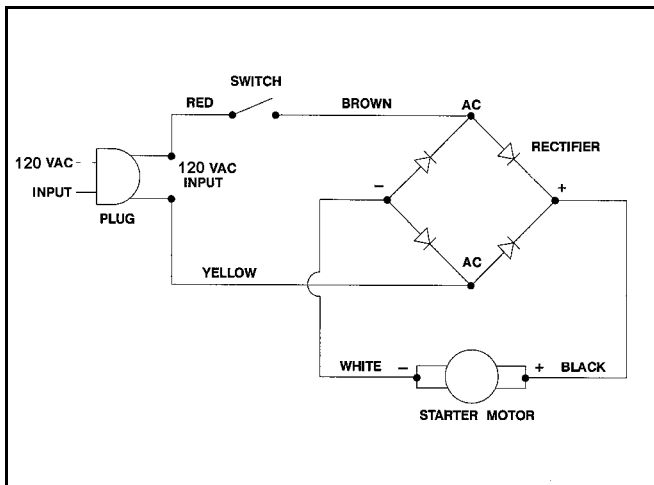 SWITCH
RED
BROWN
AC
RECTIFIER
120 VAC
INPUT
PLUG
120 VAC
INPUT
−
+
AC
YELLOW
WHITE
−
+
BLACK
STARTER MOTOR